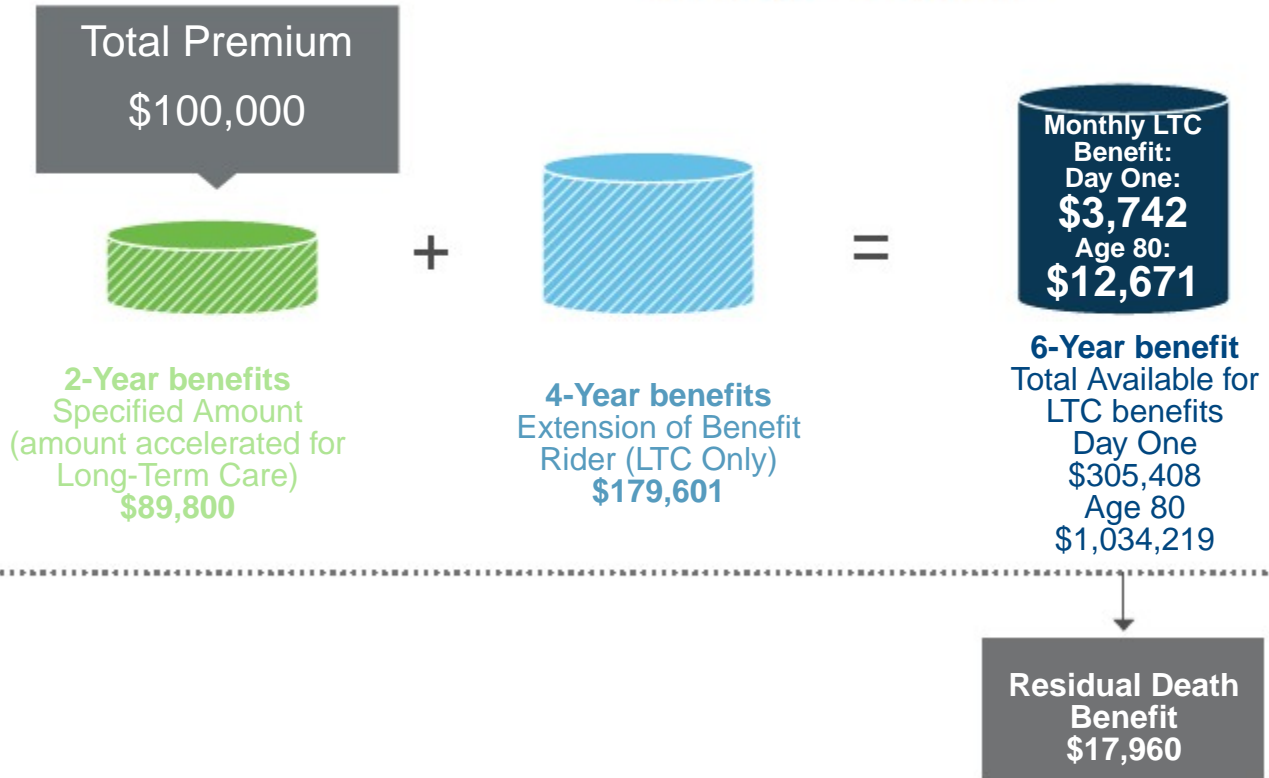 Total Premium
$100,000
+
=
Monthly LTC
Benefit:
Day One:
$3,742
Age 80:
$12,671
2-Year benefits
Specified Amount
(amount accelerated for
Long-Term Care)
$89,800
4-Year benefits
Extension of Benefit
Rider (LTC Only)
$179,601
6-Year benefit
Total Available for
LTC benefits
Day One
$305,408
Age 80
$1,034,219
Residual Death
Benefit
$17,960